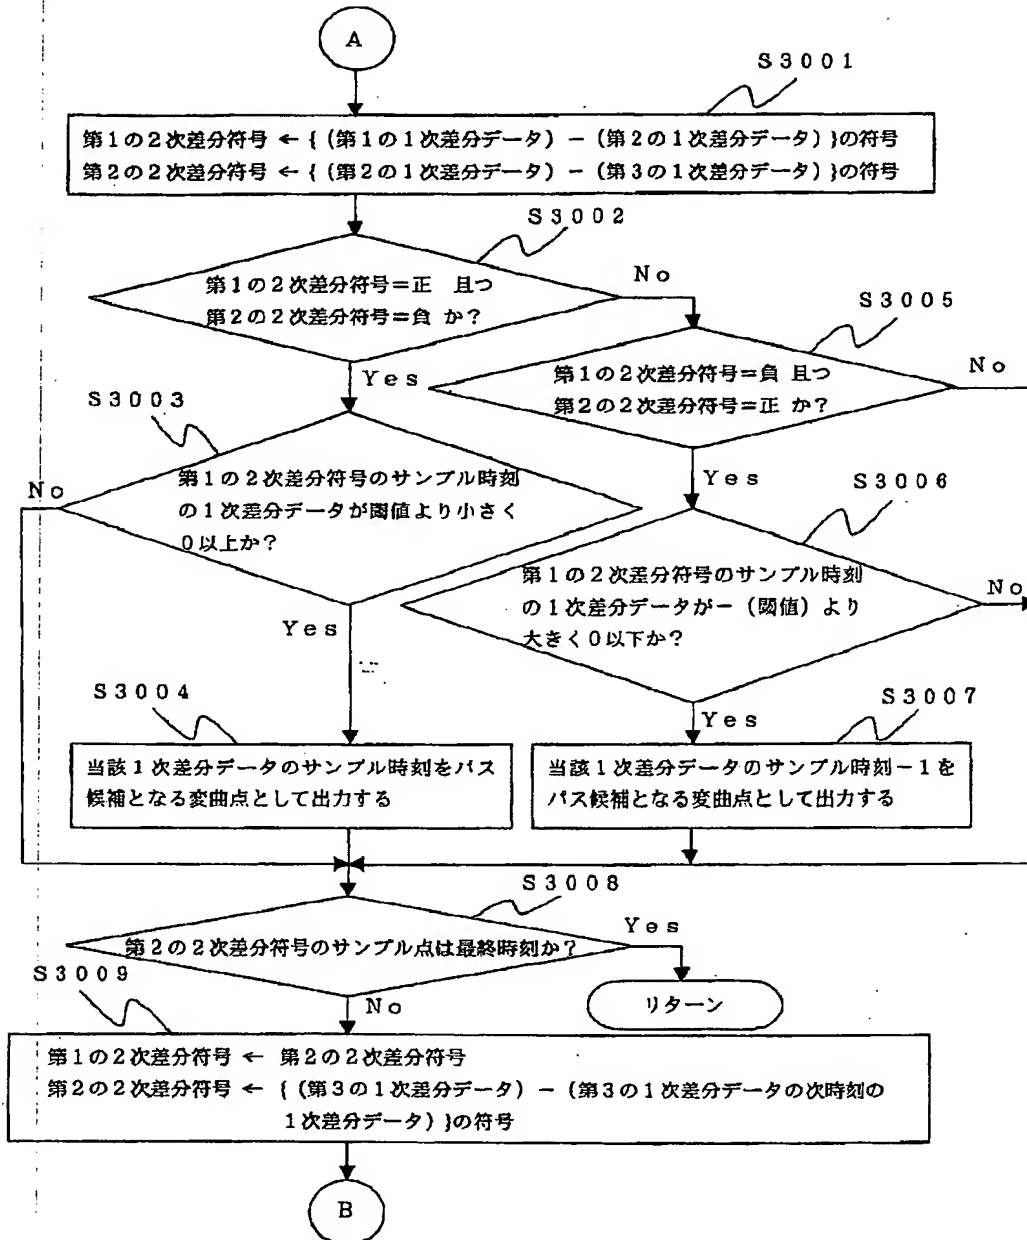 A
S3001
第1の2次差分符号 ← { (第1の1次差分データ) − (第2の1次差分データ) }の符号
第2の2次差分符号 ← { (第2の1次差分データ) − (第3の1次差分データ) }の符号
S3002
第1の2次差分符号=正 且つ
第2の2次差分符号=負 か?
No
S3005
Yes
第1の2次差分符号=負 且つ
第2の2次差分符号=正 か?
No
S3003
No
第1の2次差分符号のサンプル時刻
の1次差分データが閾値より小さく
0以上か?
Yes
S3006
第1の2次差分符号のサンプル時刻
の1次差分データが−(閾値)より
大きく0以下か?
No
Yes
S3004
Yes
S3007
当該1次差分データのサンプル時刻をパス
候補となる変曲点として出力する
当該1次差分データのサンプル時刻−1を
パス候補となる変曲点として出力する
S3008
第2の2次差分符号のサンプル点は最終時刻か?
Yes
リターン
S3009
No
第1の2次差分符号 ← 第2の2次差分符号
第2の2次差分符号 ← { (第3の1次差分データ) − (第3の1次差分データの次時刻の
1次差分データ) }の符号
B